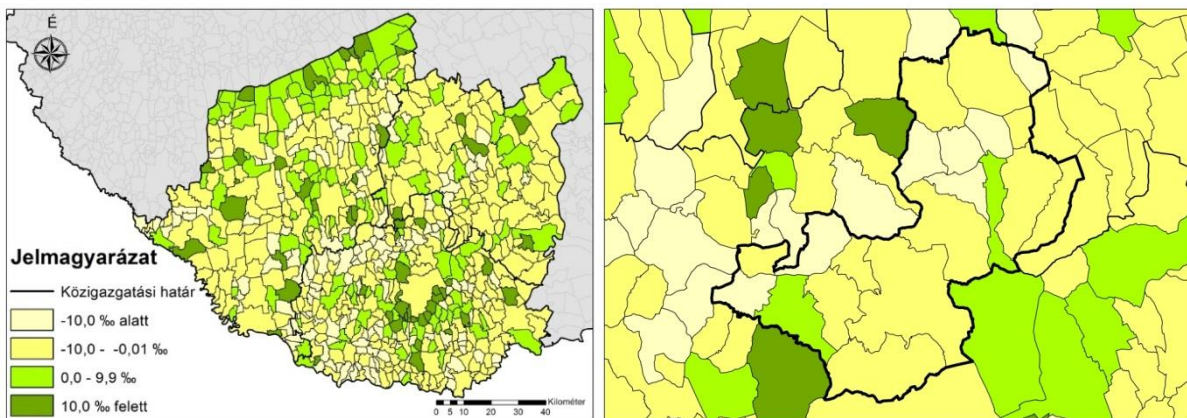 É
Jelmagyarázat
Közigazgatási határ
-10,0 ‰ alatt
-10,0 - -0,01 ‰
0,0 - 9,9 ‰
10,0 ‰ felett
Kilométer
0 5 10 20 30 40